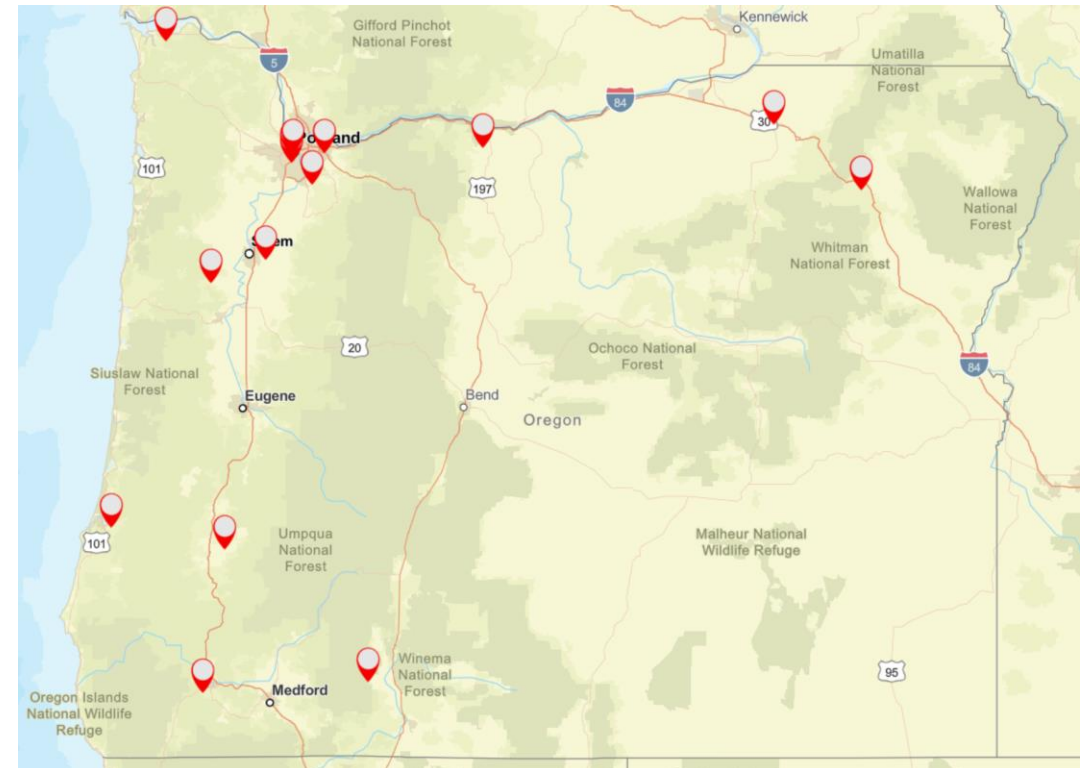 Kennewick
Gifford Pinchot
National Forest
Umatilla
National
Forest
5
84
30
101
197
Wallowa
National
Forest
Whitman
National Forest
20
Ochoco National
Forest
84
Siuslaw National
Forest
Eugene
Bend
Oregon
101
Umpqua
National
Forest
Malheur National
Wildlife Refuge
Winema
National
Forest
95
Medford
Oregon Islands
National Wildlife
Refuge